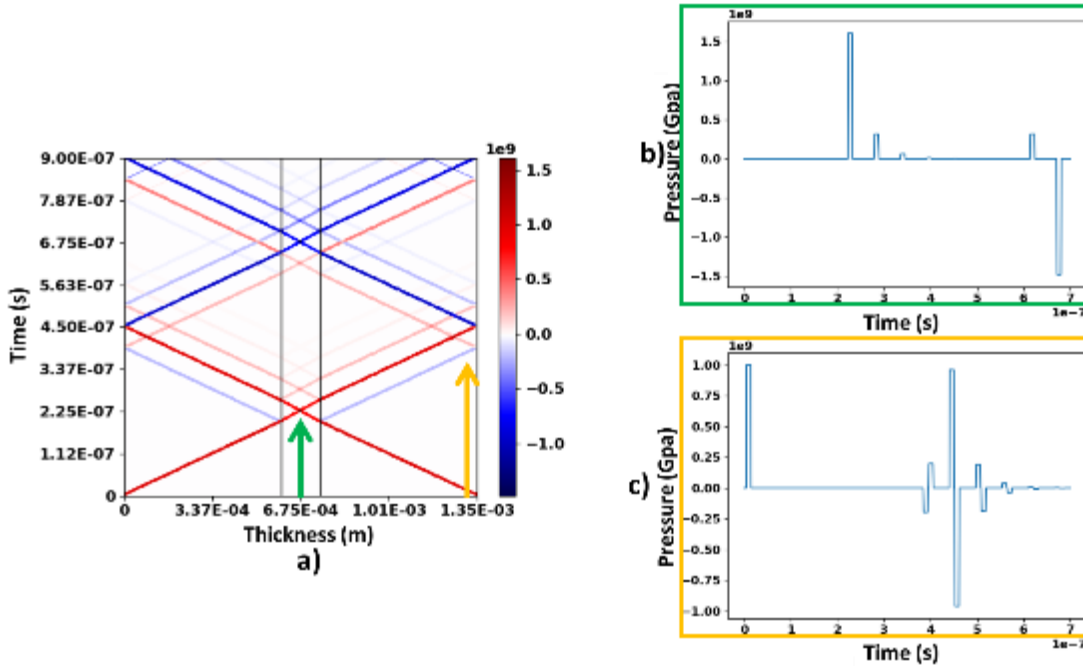 9.00E-07
7.87E-07
6.75E-07
5.63E-07
4.50E-07
3.37E-07
2.25E-07
1.12E-07
0
Time (s)
0
3.37E-04
6.75E-04
1.01E-03
1.35E-03
Thickness (m)
a)
1e9
1.5
1.0
0.5
0.0
−0.5
−1.0
b)
1e9
1.5
1.0
0.5
0.0
−0.5
−1.0
−1.5
Pressure (Gpa)
0 1 2 3 4 5 6 7
1e-7
Time (s)
c)
1e9
1.00
0.75
0.50
0.25
0.00
−0.25
−0.50
−0.75
−1.00
Pressure (Gpa)
0 1 2 3 4 5 6 7
1e-7
Time (s)